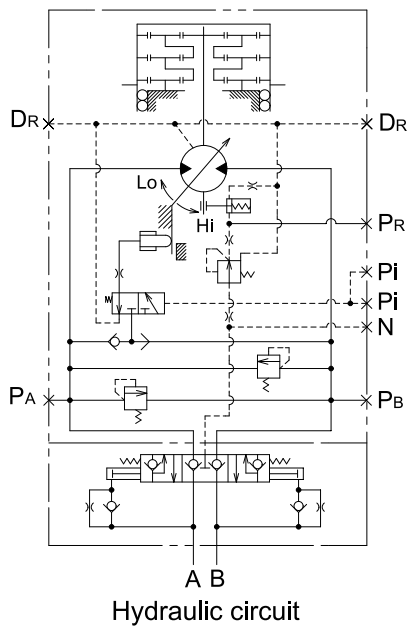 DR DR
Lo
Hi
PR
Pi
Pi
N
PA PB
A B
Hydraulic circuit